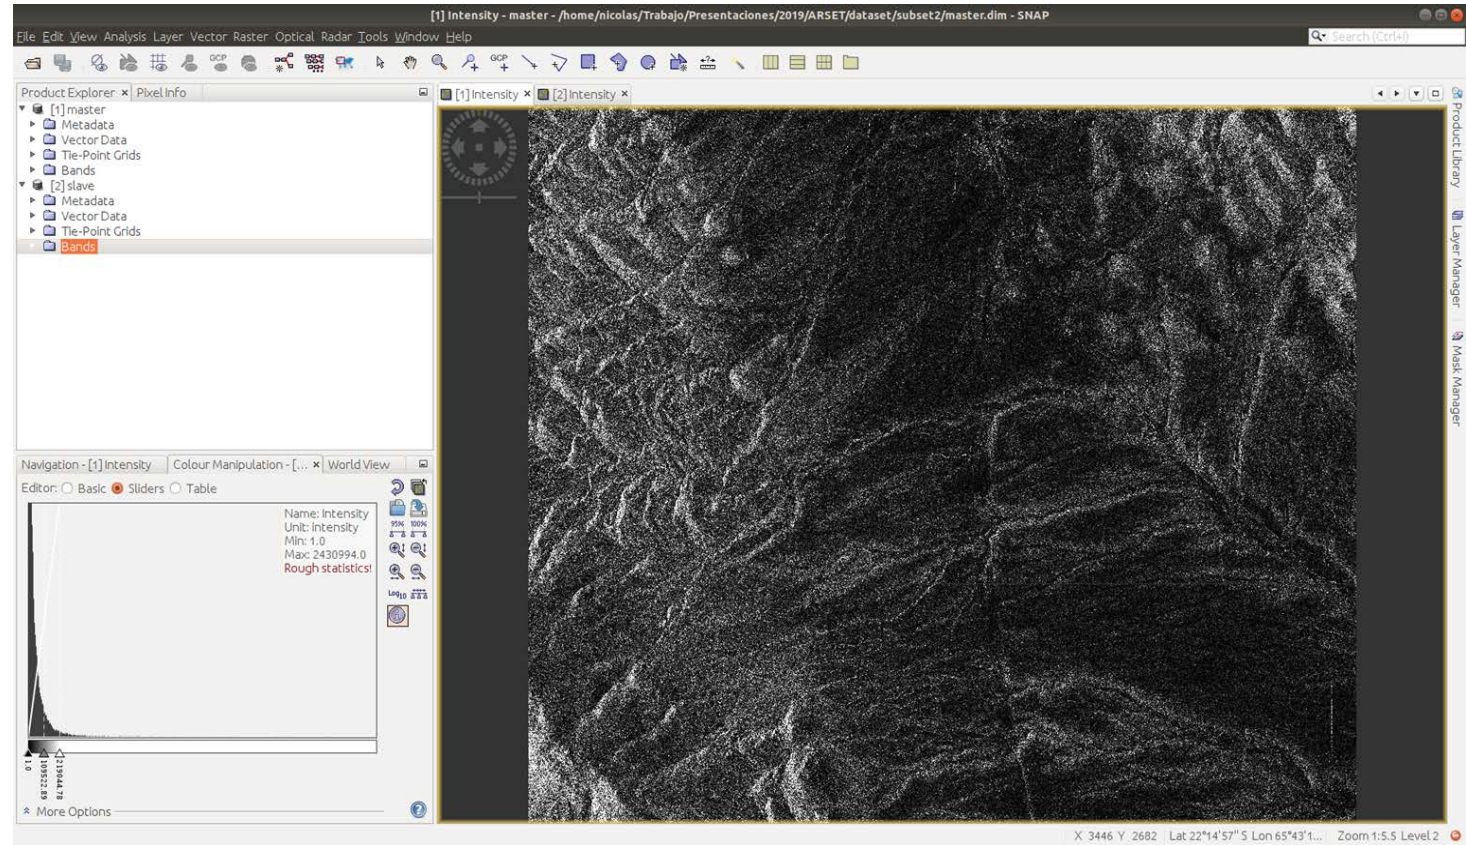 [1] Intensity - master - /home/nicolas/Trabajo/Presentaciones/2019/ARSET/dataset/subset2/master.dim - SNAP
File Edit View Analysis Layer Vector Raster Optical Radar Tools Window Help
Search (Ctrl+I)
GCP GCP
Product Explorer × Pixel Info
[1] Intensity × [2] Intensity ×
[1] master
Metadata
Vector Data
Tie-Point Grids
Bands
[2] slave
Metadata
Vector Data
Tie-Point Grids
Bands
Product Library
Layer Manager
Mask Manager
Navigation - [1] Intensity Colour Manipulation - [... × World View
Editor: Basic Sliders Table
Name: Intensity
Unit: intensity
Min: 1.0
Max: 2430994.0
Rough statistics!
95% 100%
Log10
1.0
109522.89
219044.78
More Options
X 3446 Y 2682 Lat 22°14'57" S Lon 65°43'1... Zoom 1:5.5 Level 2